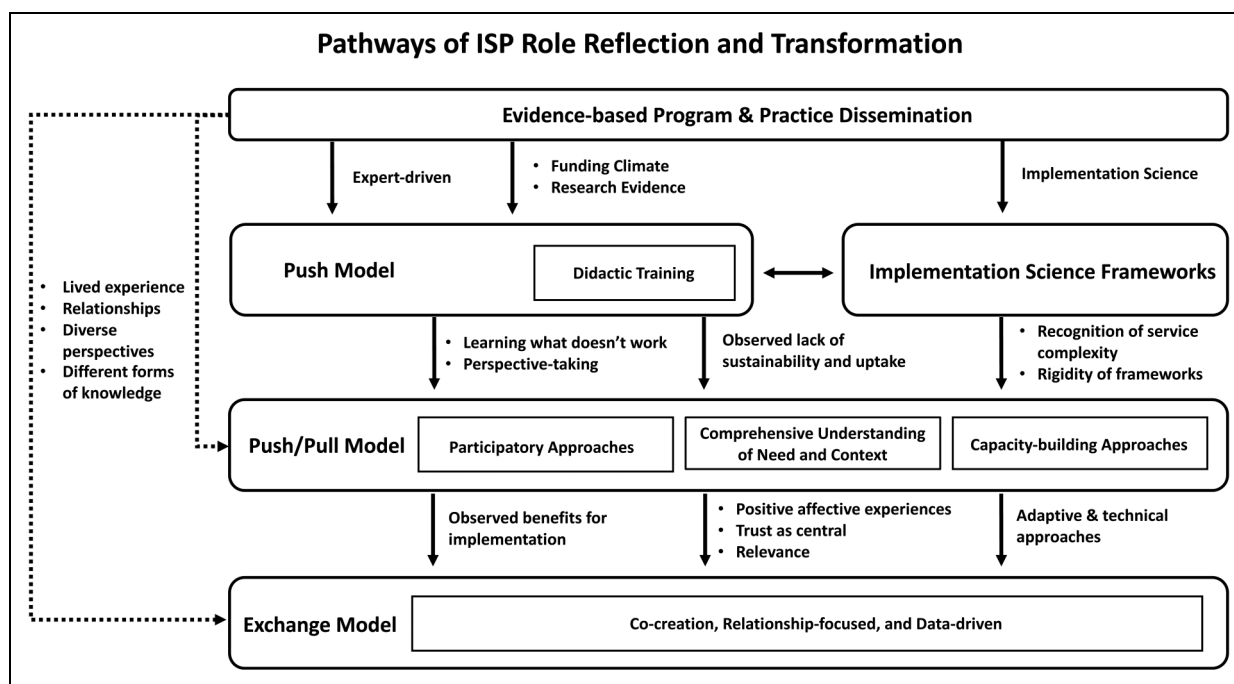 Pathways of ISP Role Reflection and Transformation
Evidence-based Program & Practice Dissemination
Expert-driven
• Funding Climate
• Research Evidence
Implementation Science
Push Model
Didactic Training
Implementation Science Frameworks
• Lived experience
• Relationships
• Diverse
perspectives
• Different forms
of knowledge
• Learning what doesn't work
• Perspective-taking
Observed lack of
sustainability and uptake
• Recognition of service
complexity
• Rigidity of frameworks
Push/Pull Model
Participatory Approaches
Comprehensive Understanding
of Need and Context
Capacity-building Approaches
Observed benefits for
implementation
• Positive affective experiences
• Trust as central
• Relevance
Adaptive & technical
approaches
Exchange Model
Co-creation, Relationship-focused, and Data-driven